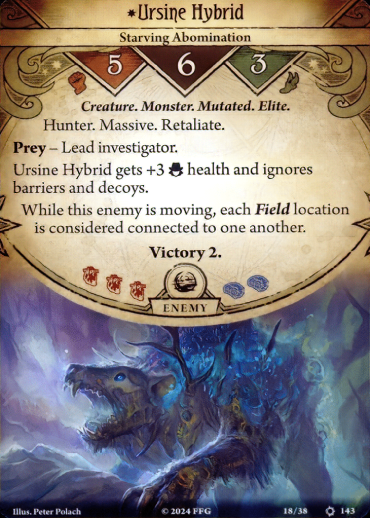 Ursine Hybrid
Starving Abomination
5 6 3
Creature. Monster. Mutated. Elite.
Hunter. Massive. Retaliate.
Prey – Lead investigator.
Ursine Hybrid gets +3 health and ignores
barriers and decoys.
While this enemy is moving, each Field location
is considered connected to one another.
Victory 2.
ENEMY
Illus. Peter Polach © 2024 FFG 18/38 143